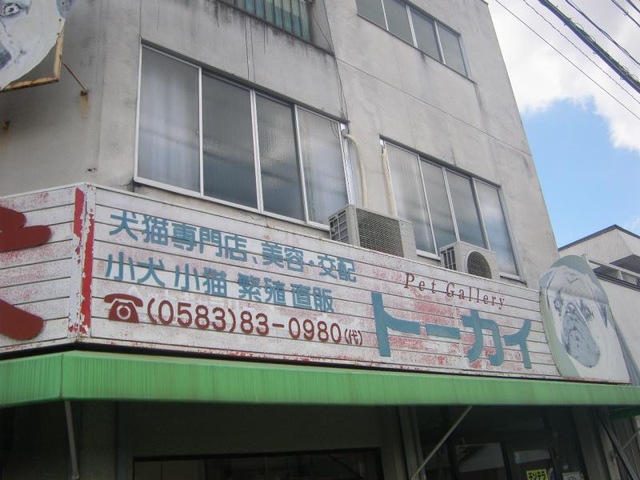 犬猫専門店、美容・交配
小犬小猫 繁殖直販
☎(0583)83-0980(代)
Pet Gallery
トーカイ